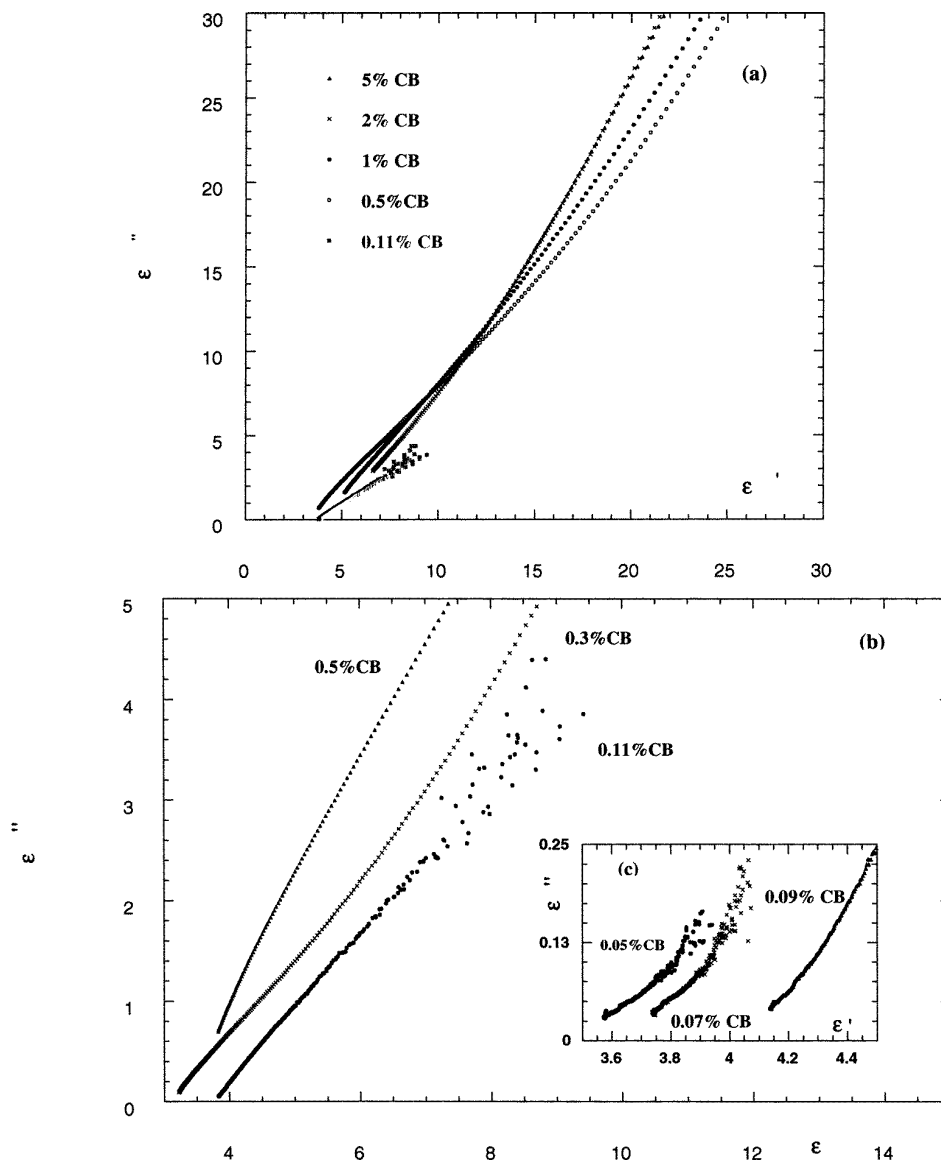 30
25
20
15
10
5
0
ε "
(a)
5% CB
2% CB
1% CB
0.5%CB
0.11% CB
ε '
0 5 10 15 20 25 30
5
4
3
2
1
0
ε "
(b)
0.5%CB
0.3%CB
0.11%CB
0.25
0.13
0
ε"
(c)
0.09% CB
0.05%CB
0.07% CB
ε'
3.6 3.8 4 4.2 4.4
4 6 8 10 12 ε 14